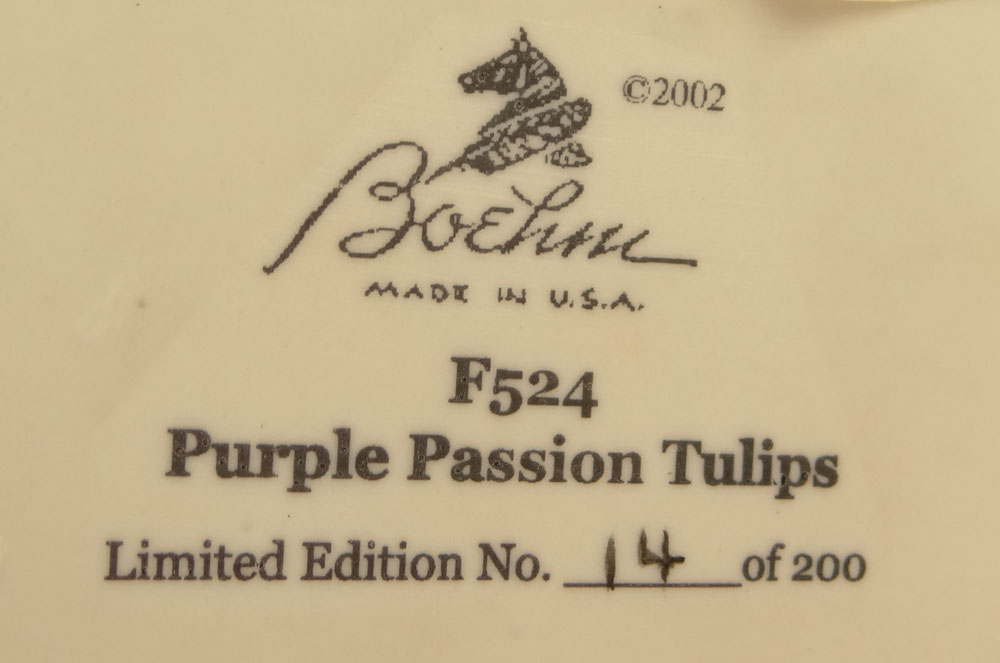 ©2002
Boehm
MADE IN U.S.A.
F524
Purple Passion Tulips
Limited Edition No. 14 of 200